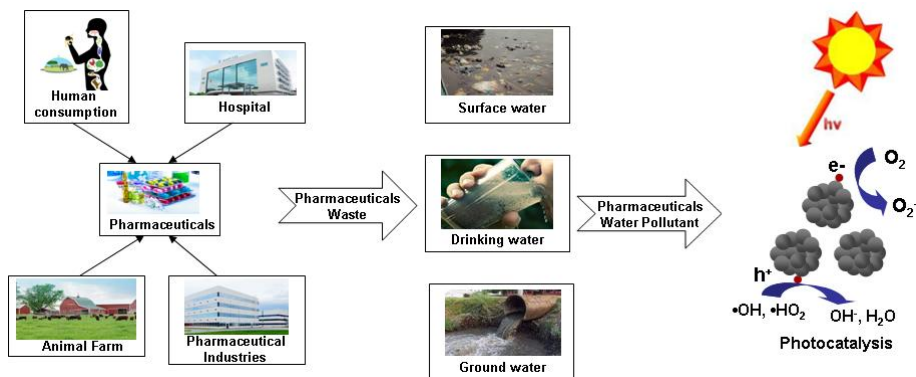 Human
consumption
Hospital
Pharmaceuticals
Animal Farm
Pharmaceutical
Industries
Pharmaceuticals
Waste
Surface water
Drinking water
Ground water
Pharmaceuticals
Water Pollutant
hv
e-
O₂
O₂⁻
h⁺
•OH, •HO₂
OH⁻, H₂O
Photocatalysis